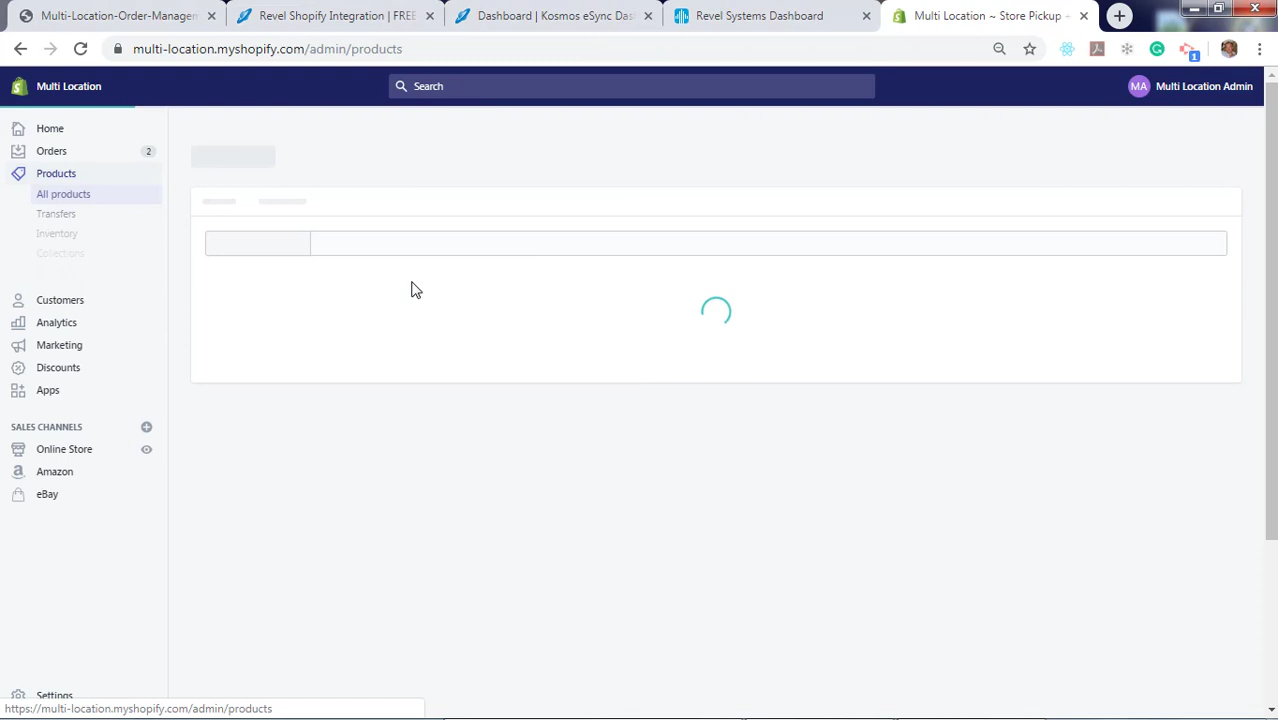 Multi-Location-Order-Managem
Revel Shopify Integration | FREE
Dashboard | Kosmos eSync Das
Revel Systems Dashboard
Multi Location ~ Store Pickup ~
multi-location.myshopify.com/admin/products
1
Multi Location
Search
MA
Multi Location Admin
Home
Orders
2
Products
All products
Transfers
Inventory
Collections
Customers
Analytics
Marketing
Discounts
Apps
SALES CHANNELS
Online Store
Amazon
eBay
Settings
https://multi-location.myshopify.com/admin/products